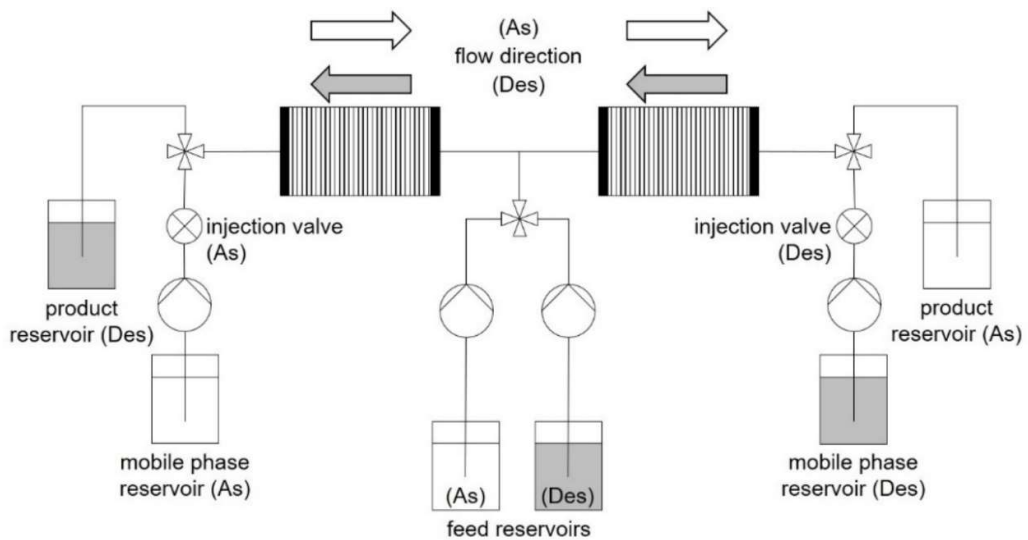 (As)
flow direction
(Des)
injection valve
(As)
injection valve
(Des)
product
reservoir (Des)
product
reservoir (As)
mobile phase
reservoir (As)
(As)
(Des)
feed reservoirs
mobile phase
reservoir (Des)